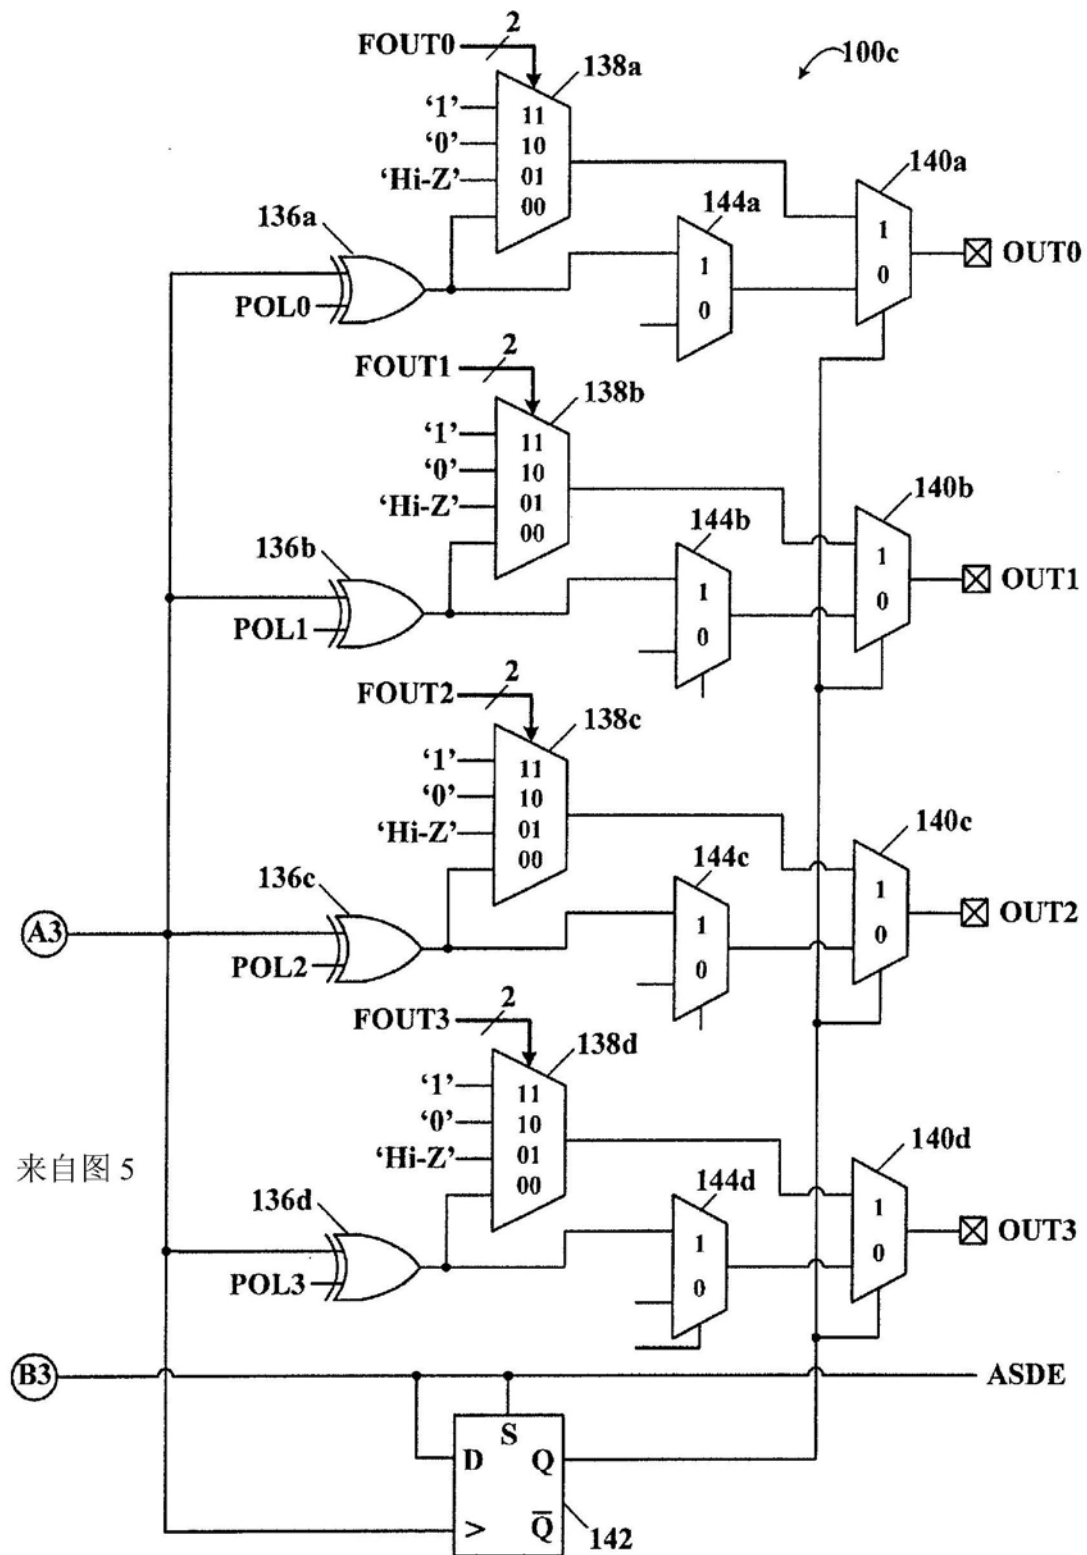 FOUT0 2
138a
100c
'1'
11
'0'
10
'Hi-Z'
01
00
140a
144a
136a
1
0
1
0
OUT0
POL0
FOUT1 2
138b
'1'
11
'0'
10
'Hi-Z'
01
00
140b
144b
136b
1
0
1
0
OUT1
POL1
FOUT2 2
138c
'1'
11
'0'
10
'Hi-Z'
01
00
140c
144c
136c
1
0
1
0
OUT2
A3
POL2
FOUT3 2
138d
'1'
11
'0'
10
'Hi-Z'
01
00
140d
来自图 5
144d
136d
1
0
1
0
OUT3
POL3
B3
ASDE
S
D Q
> Q̅
142